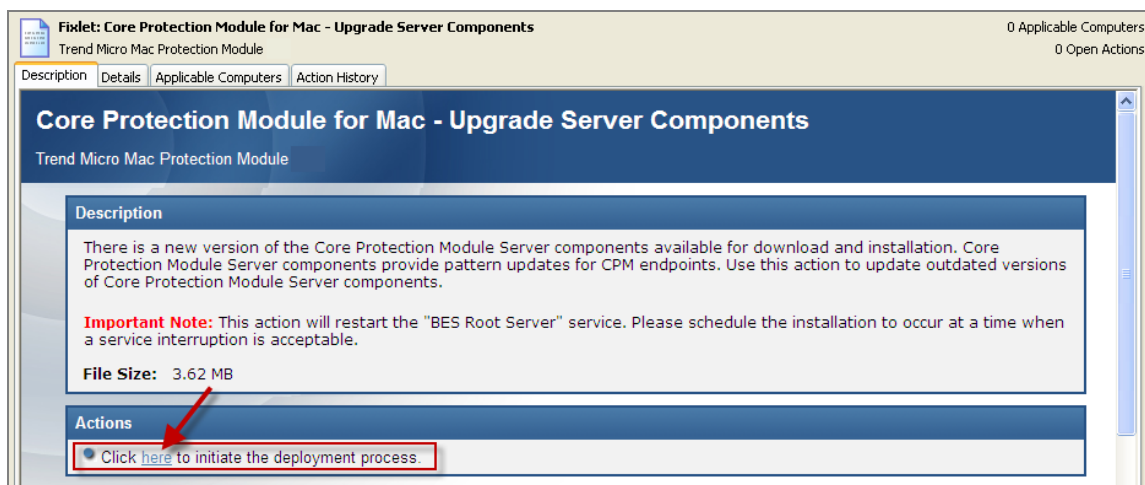 Fixlet: Core Protection Module for Mac - Upgrade Server Components
0 Applicable Computers
Trend Micro Mac Protection Module
0 Open Actions
Description Details Applicable Computers Action History
Core Protection Module for Mac - Upgrade Server Components
Trend Micro Mac Protection Module
Description
There is a new version of the Core Protection Module Server components available for download and installation. Core
Protection Module Server components provide pattern updates for CPM endpoints. Use this action to update outdated versions
of Core Protection Module Server components.
Important Note: This action will restart the "BES Root Server" service. Please schedule the installation to occur at a time when
a service interruption is acceptable.
File Size: 3.62 MB
Actions
Click here to initiate the deployment process.